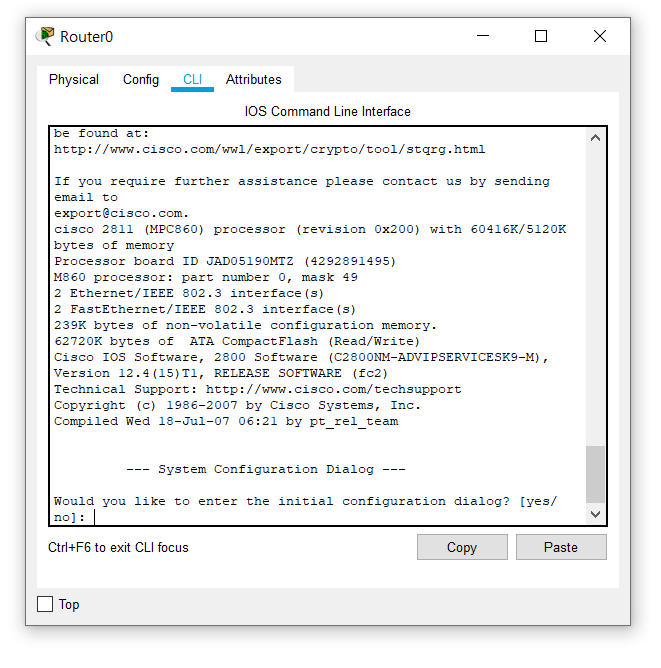 Router0
Physical Config CLI Attributes
IOS Command Line Interface
be found at:
http://www.cisco.com/wwl/export/crypto/tool/stqrg.html
If you require further assistance please contact us by sending
email to
export@cisco.com.
cisco 2811 (MPC860) processor (revision 0x200) with 60416K/5120K
bytes of memory
Processor board ID JAD05190MTZ (4292891495)
M860 processor: part number 0, mask 49
2 Ethernet/IEEE 802.3 interface(s)
2 FastEthernet/IEEE 802.3 interface(s)
239K bytes of non-volatile configuration memory.
62720K bytes of  ATA CompactFlash (Read/Write)
Cisco IOS Software, 2800 Software (C2800NM-ADVIPSERVICESK9-M),
Version 12.4(15)T1, RELEASE SOFTWARE (fc2)
Technical Support: http://www.cisco.com/techsupport
Copyright (c) 1986-2007 by Cisco Systems, Inc.
Compiled Wed 18-Jul-07 06:21 by pt_rel_team
--- System Configuration Dialog ---
Would you like to enter the initial configuration dialog? [yes/
no]:
Ctrl+F6 to exit CLI focus
Copy Paste
Top